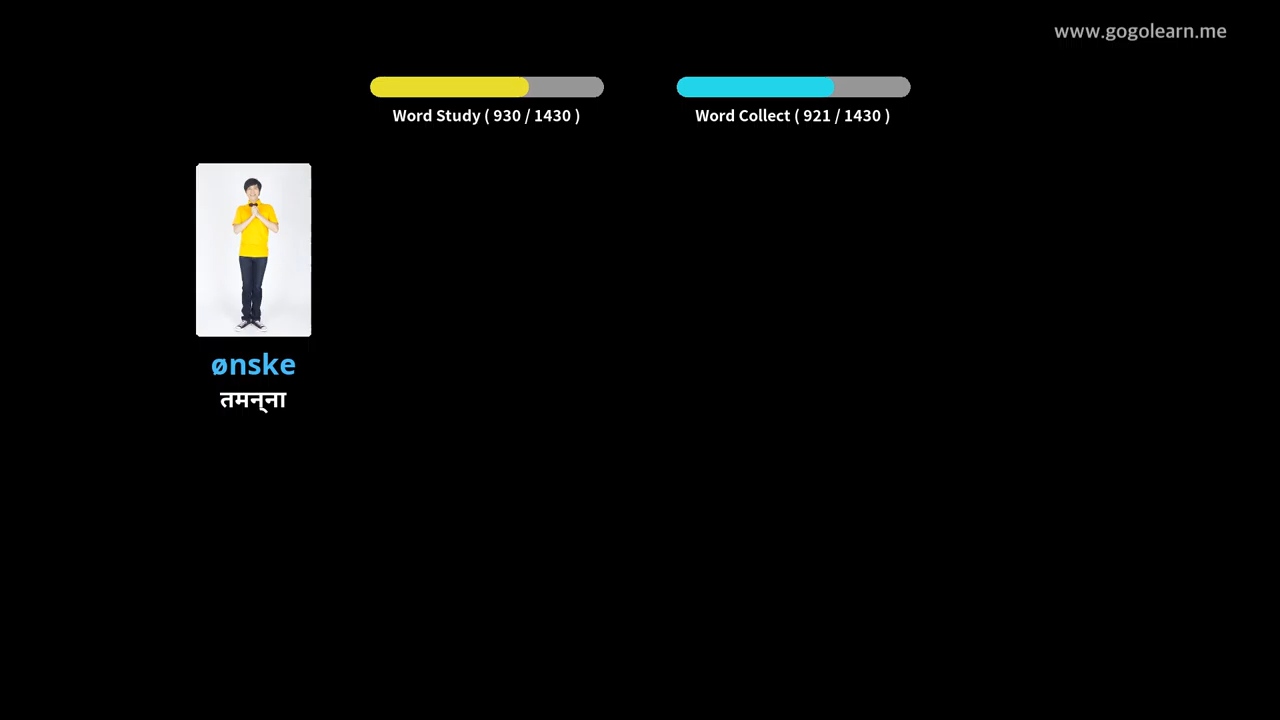 www.gogolearn.me
Word Study ( 930 / 1430 )
Word Collect ( 921 / 1430 )
ønske
तमन्‌ना